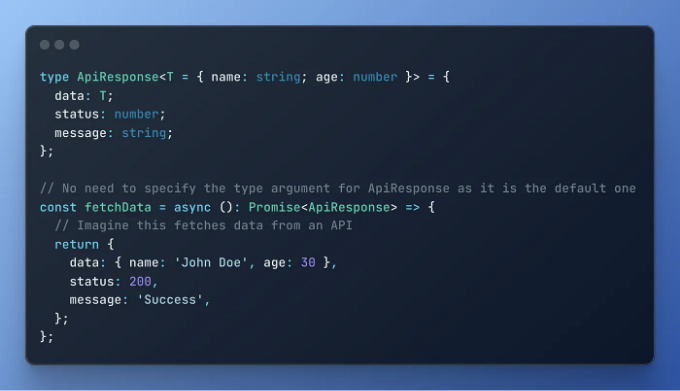 type ApiResponse<T = { name: string; age: number }> = {
  data: T;
  status: number;
  message: string;
};

// No need to specify the type argument for ApiResponse as it is the default one
const fetchData = async (): Promise<ApiResponse> => {
  // Imagine this fetches data from an API
  return {
    data: { name: 'John Doe', age: 30 },
    status: 200,
    message: 'Success',
  };
};